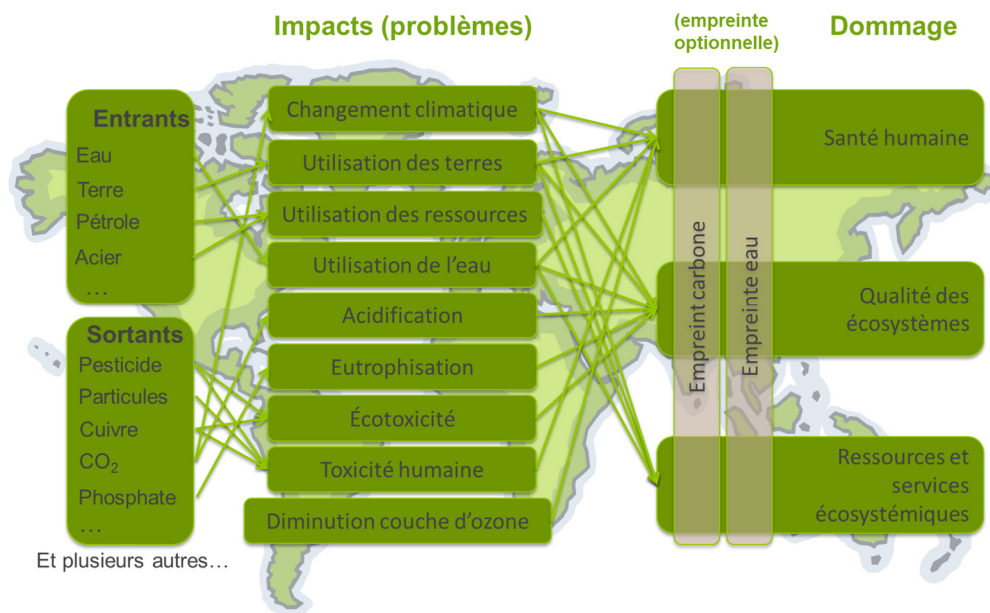 Impacts (problèmes)
(empreinte
optionnelle)
Dommage
Entrants
Eau
Terre
Pétrole
Acier
…
Sortants
Pesticide
Particules
Cuivre
CO₂
Phosphate
…
Et plusieurs autres…
Changement climatique
Utilisation des terres
Utilisation des ressources
Utilisation de l’eau
Acidification
Eutrophisation
Écotoxicité
Toxicité humaine
Diminution couche d’ozone
Empreint carbone
Empreinte eau
Santé humaine
Qualité des
écosystèmes
Ressources et
services
écosystémiques